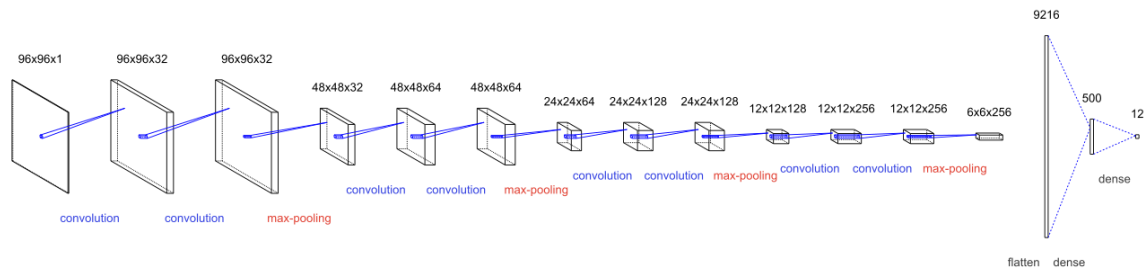 9216
96x96x1
96x96x32
96x96x32
48x48x32
48x48x64
48x48x64
24x24x64
24x24x128
24x24x128
12x12x128
12x12x256
12x12x256
6x6x256
500
12
convolution
convolution
max-pooling
convolution
convolution
max-pooling
convolution
convolution
max-pooling
convolution
convolution
max-pooling
dense
flatten
dense